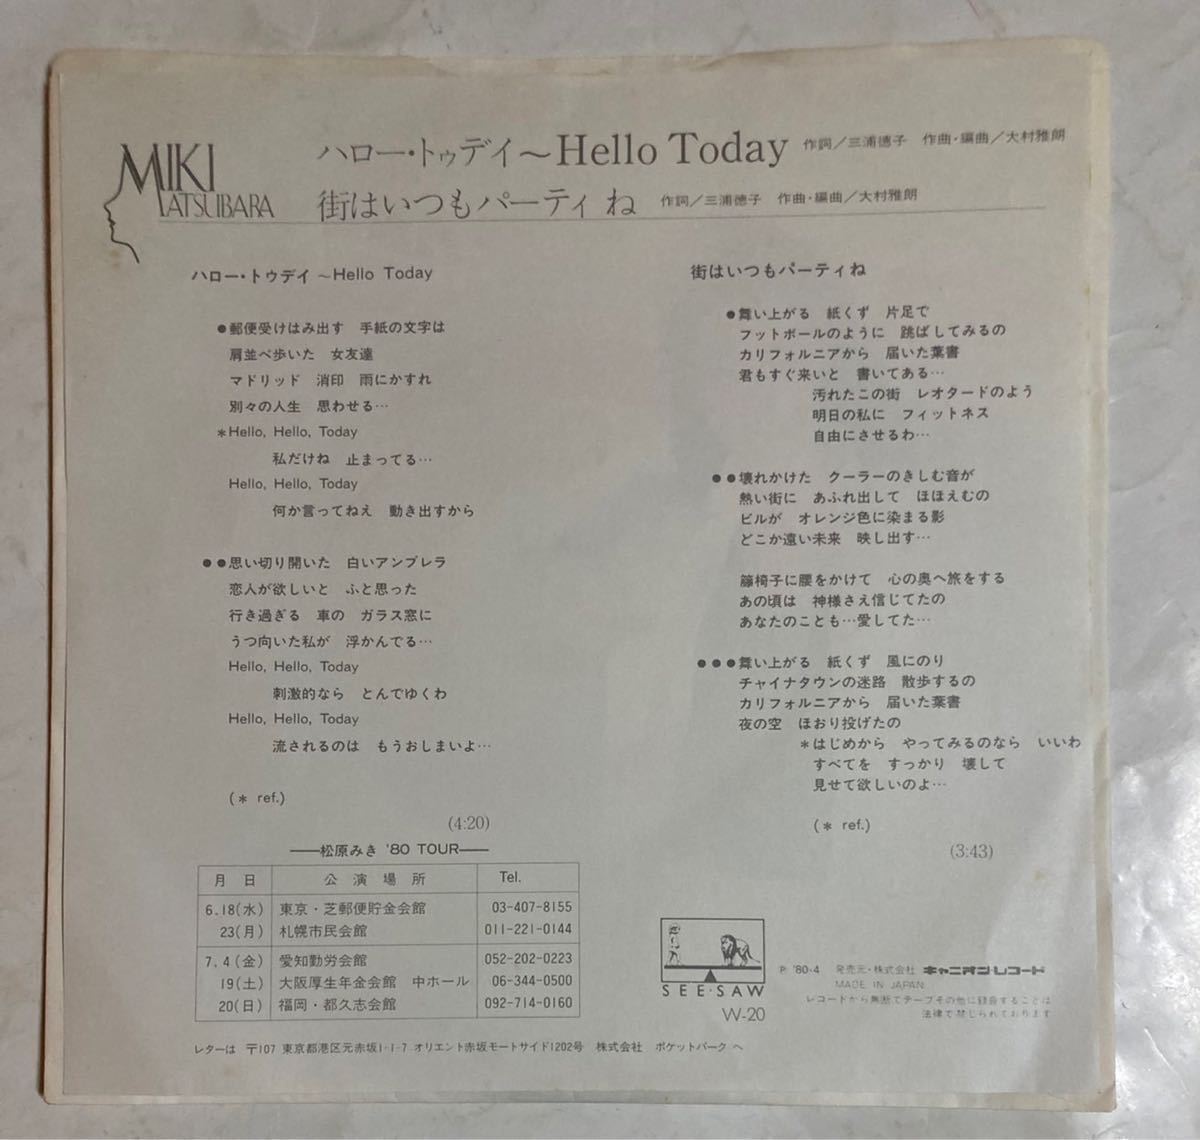 MIKI
MATSUBARA
ハロー・トゥデイ〜Hello Today 作詞／三浦徳子 作曲・編曲／大村雅朗
街はいつもパーティ ね 作詞／三浦徳子 作曲・編曲／大村雅朗
ハロー・トゥデイ 〜Hello Today
●郵便受けはみ出す 手紙の文字は
肩並べ歩いた 女友達
マドリッド 消印 雨にかすれ
別々の人生 思わせる…
＊Hello, Hello, Today
私だけね 止まってる…
Hello, Hello, Today
何か言ってねえ 動き出すから
●●思い切り開いた 白いアンブレラ
恋人が欲しいと ふと思った
行き過ぎる 車の ガラス窓に
うつ向いた私が 浮かんでる…
Hello, Hello, Today
刺激的なら とんでゆくわ
Hello, Hello, Today
流されるのは もうおしまいよ…
(＊ ref.)
(4:20)
街はいつもパーティね
●舞い上がる 紙くず 片足で
フットボールのように 跳ばしてみるの
カリフォルニアから 届いた葉書
君もすぐ来いと 書いてある…
汚れたこの街 レオタードのよう
明日の私に フィットネス
自由にさせるわ…
●●壊れかけた クーラーのきしむ音が
熱い街に あふれ出して ほほえむの
ビルが オレンジ色に染まる影
どこか遠い未来 映し出す…
籐椅子に腰をかけて 心の奥へ旅をする
あの頃は 神様さえ信じてたの
あなたのことも…愛してた…
●●●舞い上がる 紙くず 風にのり
チャイナタウンの迷路 散歩するの
カリフォルニアから 届いた葉書
夜の空 ほおり投げたの
＊はじめから やってみるのなら いいわ
すべてを すっかり 壊して
見せて欲しいのよ…
(＊ ref.)
(3:43)
松原みき '80 TOUR
月 日 公 演 場 所 Tel.
6.18(水) 東京・芝郵便貯金会館 03-407-8155
23(月) 札幌市民会館 011-221-0144
7. 4(金) 愛知勤労会館 052-202-0223
19(土) 大阪厚生年金会館 中ホール 06-344-0500
20(日) 福岡・都久志会館 092-714-0160
レターは 〒107 東京都港区元赤坂1-1-7 オリエント赤坂モートサイド1202号 株式会社 ポケットパーク へ
SEE・SAW
W-20
Ⓟ '80・4 発売元・株式会社 キャニオン・レコード
MADE IN JAPAN
レコードから無断でテープその他に録音することは
法律で禁じられております